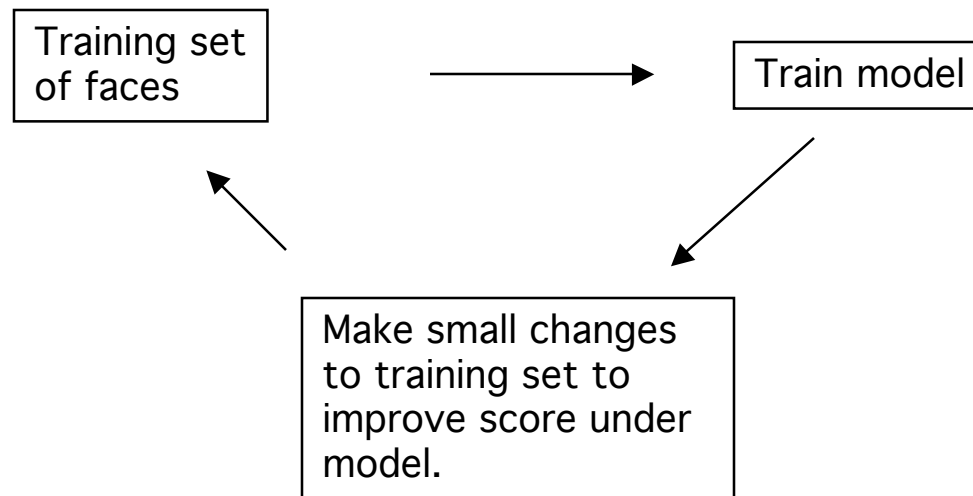 Training set
of faces
Train model
Make small changes
to training set to
improve score under
model.